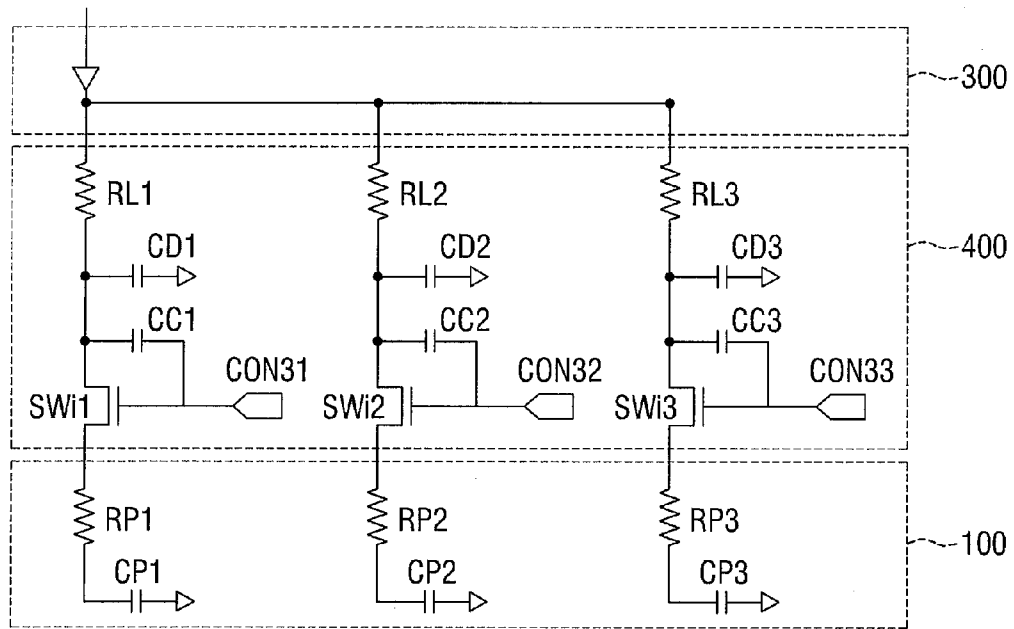 300
RL1 RL2 RL3
CD1 CD2 CD3
400
CC1 CC2 CC3
CON31 CON32 CON33
SWi1 SWi2 SWi3
RP1 RP2 RP3
100
CP1 CP2 CP3